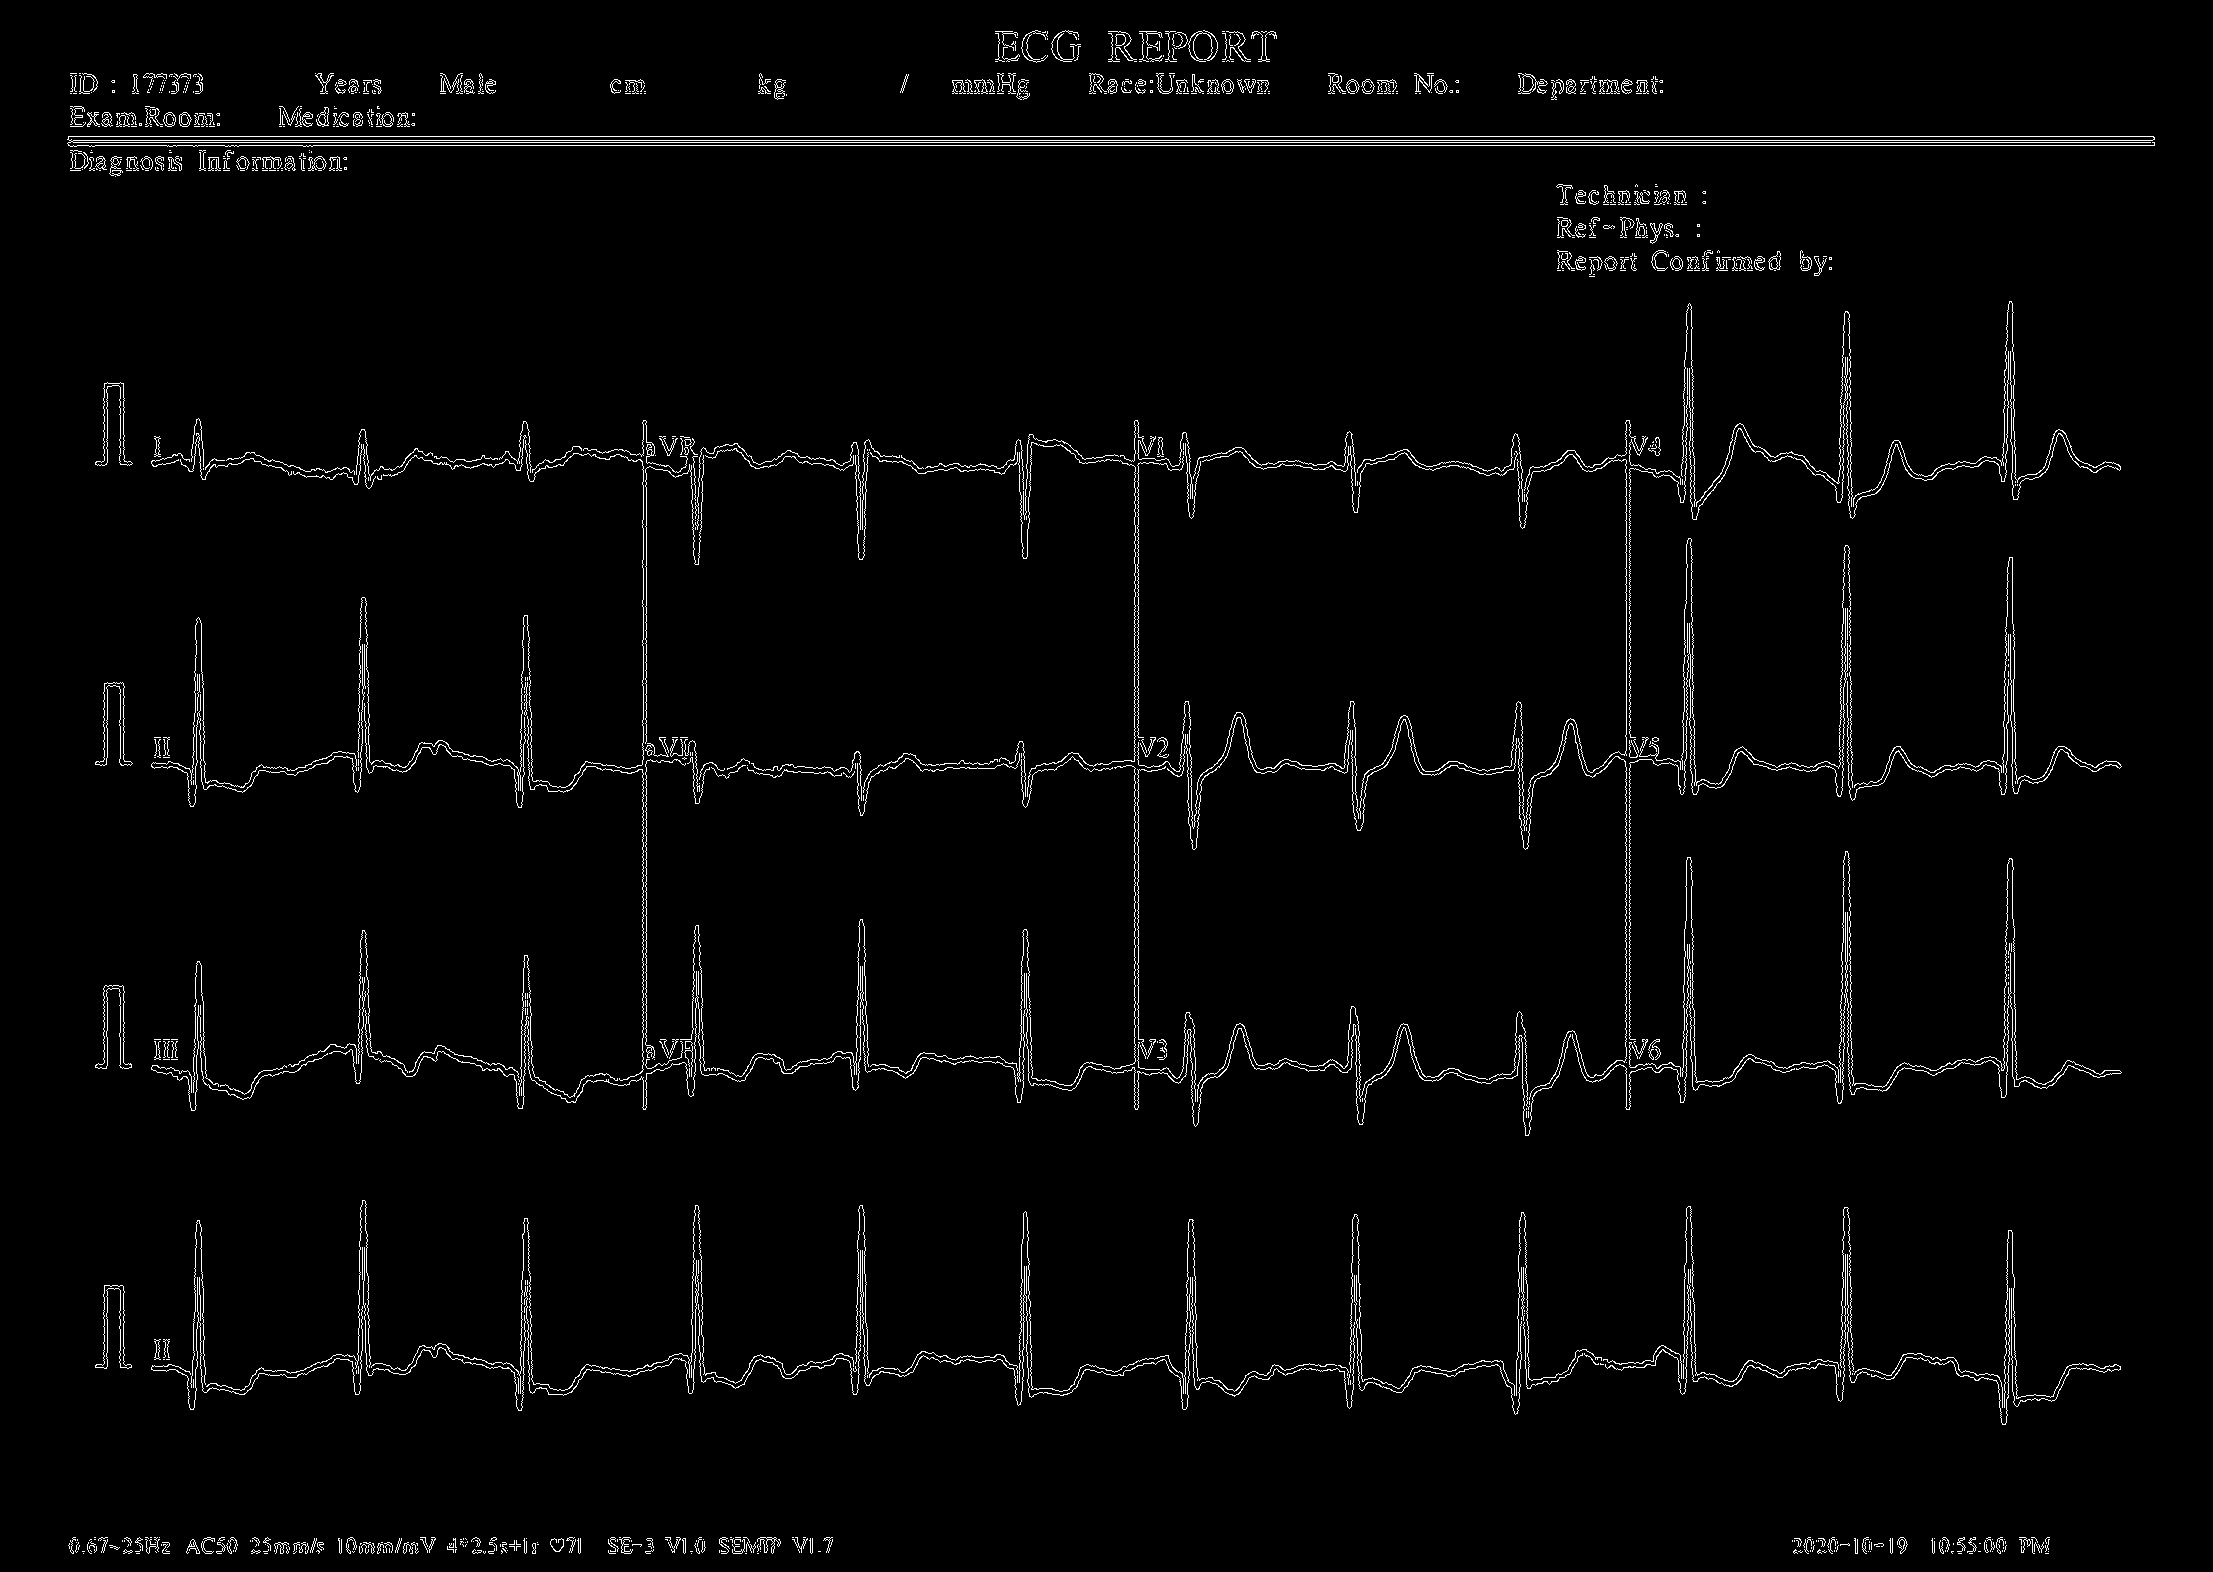 ECG REPORT
ID : 177373 Years Male cm kg / mmHg Race:Unknown Room No.: Department:
Exam.Room: Medication:
Diagnosis Information:
Technician :
Ref-Phys. :
Report Confirmed by:
I aVR V1 V4
II aVL V2 V5
III aVF V3 V6
II
0.67~25Hz AC50 25mm/s 10mm/mV 4*2.5s+1r ♡71 SE-3 V1.0 SEMIP V1.7
2020-10-19 10:55:00 PM